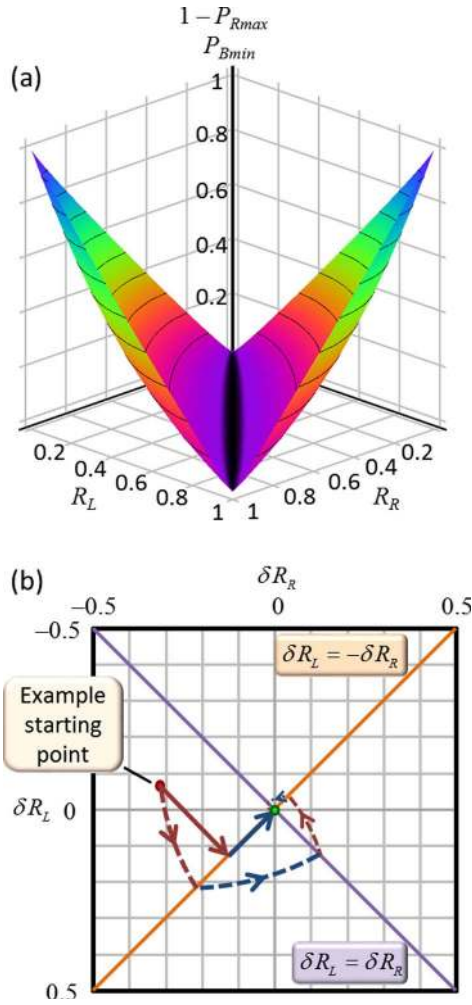 1 − P_Rmax
P_Bmin
(a)
1
0.8
0.6
0.4
0.2
0.2
0.4
0.6
0.8
1
R_L
1
0.8
0.6
0.4
0.2
R_R
(b)
δR_R
−0.5 0 0.5
−0.5
δR_L = −δR_R
Example
starting
point
δR_L 0
δR_L = δR_R
0.5